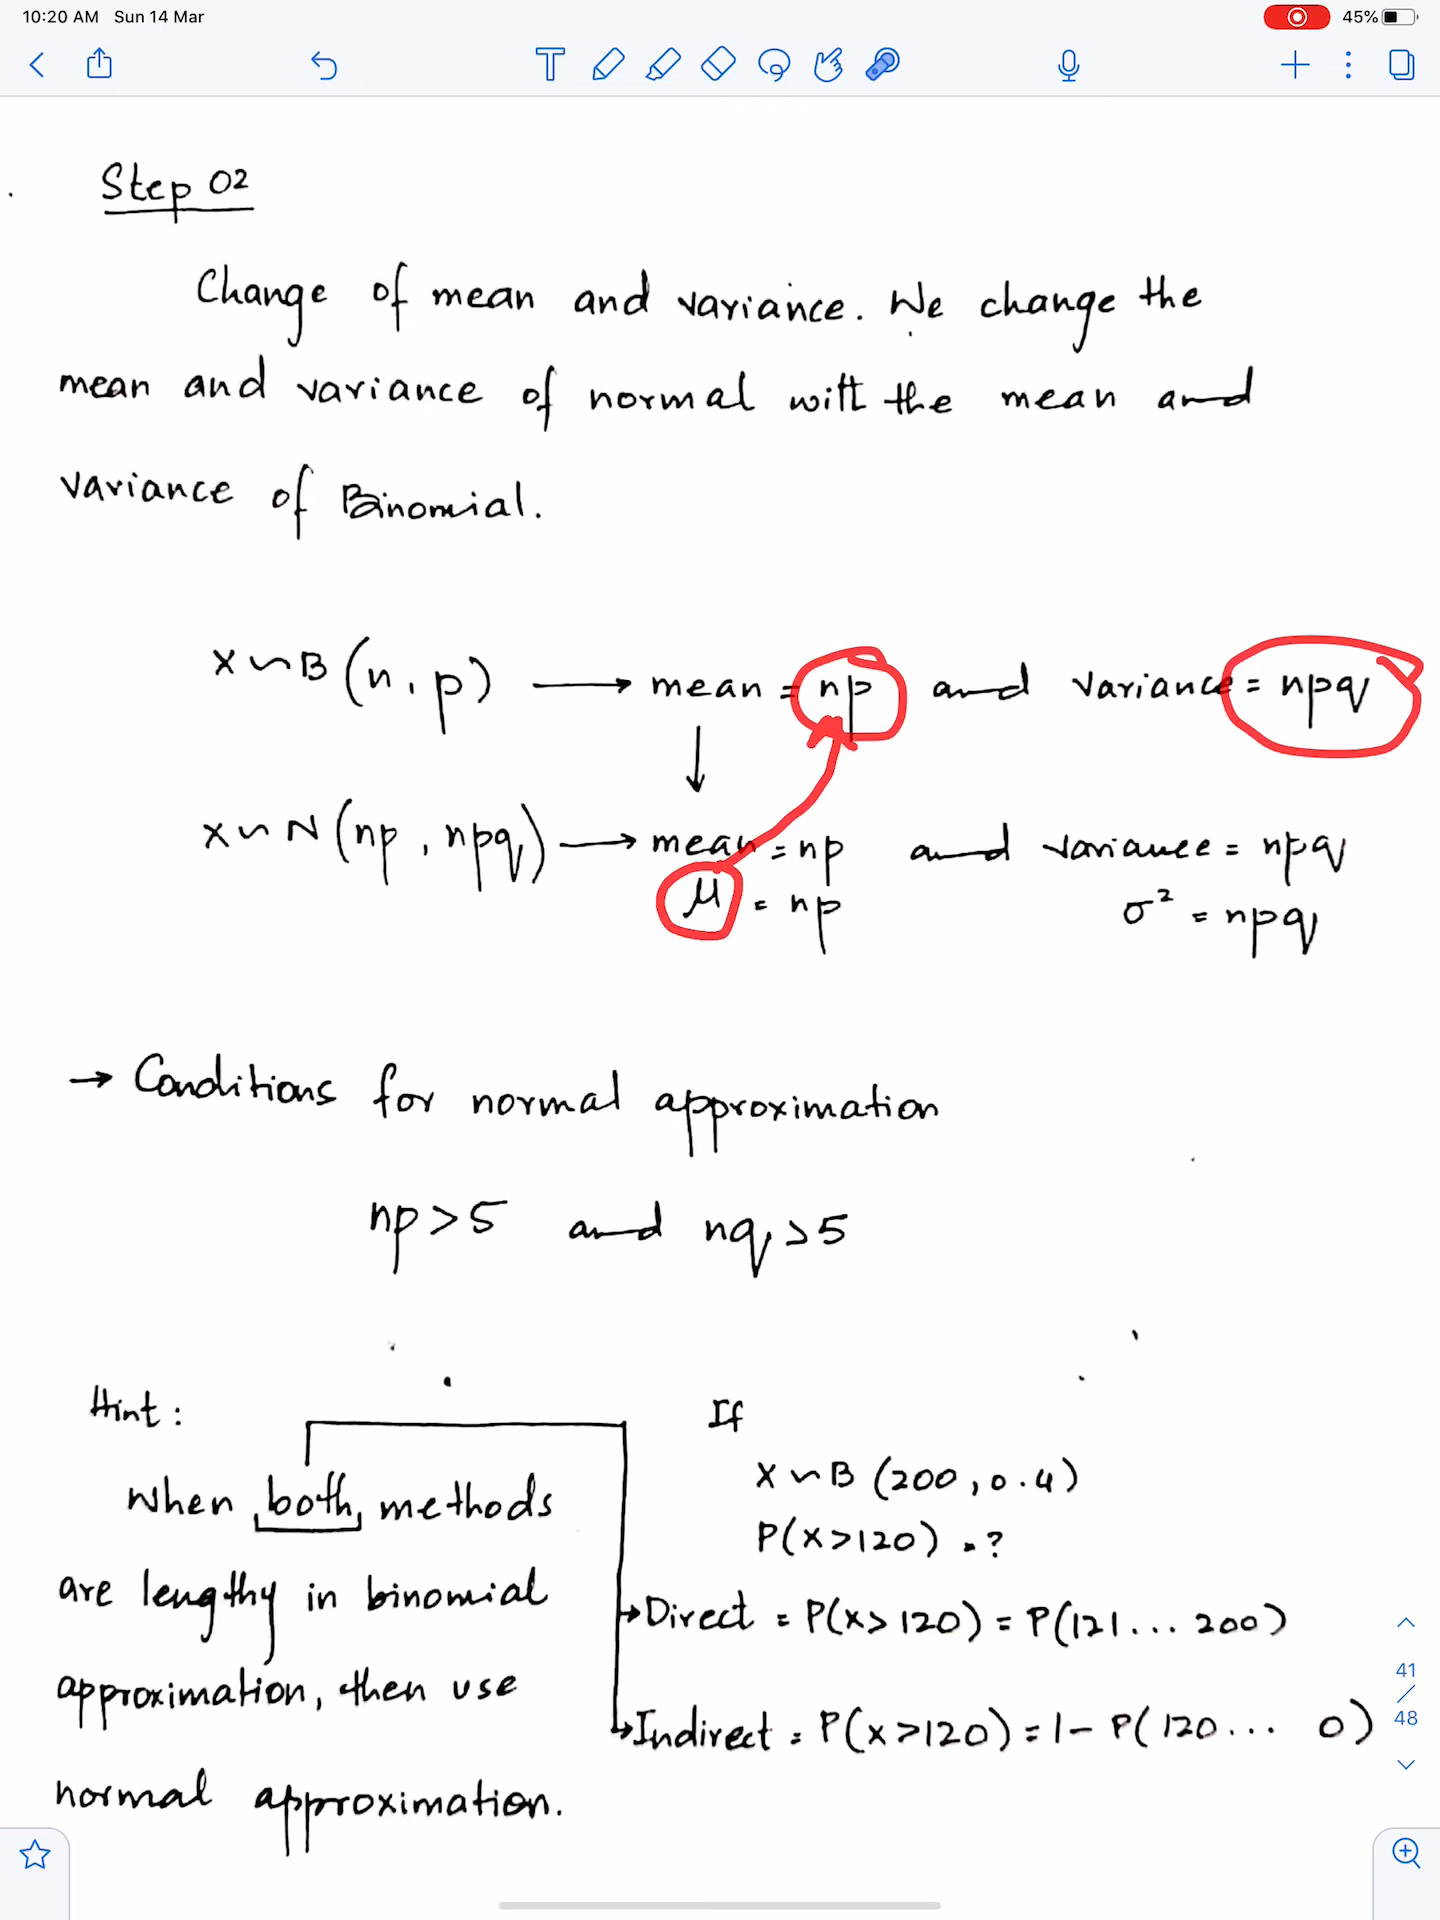 10:20 AM Sun 14 Mar 45%
Step 02
Change of mean and variance. We change the
mean and variance of normal with the mean and
variance of Binomial.
X ~ B (n, p) → mean = np and variance = npq
↓
X ~ N (np, npq) → mean = np and variance = npq
μ = np σ² = npq
→ Conditions for normal approximation
np > 5 and nq > 5
Hint:
When both methods
are lengthy in binomial
approximation, then use
normal approximation.
If
X ~ B (200, 0.4)
P(X > 120) = ?
→ Direct = P(X > 120) = P(121... 200)
→ Indirect = P(X > 120) = 1 - P(120... 0)
41
/
48